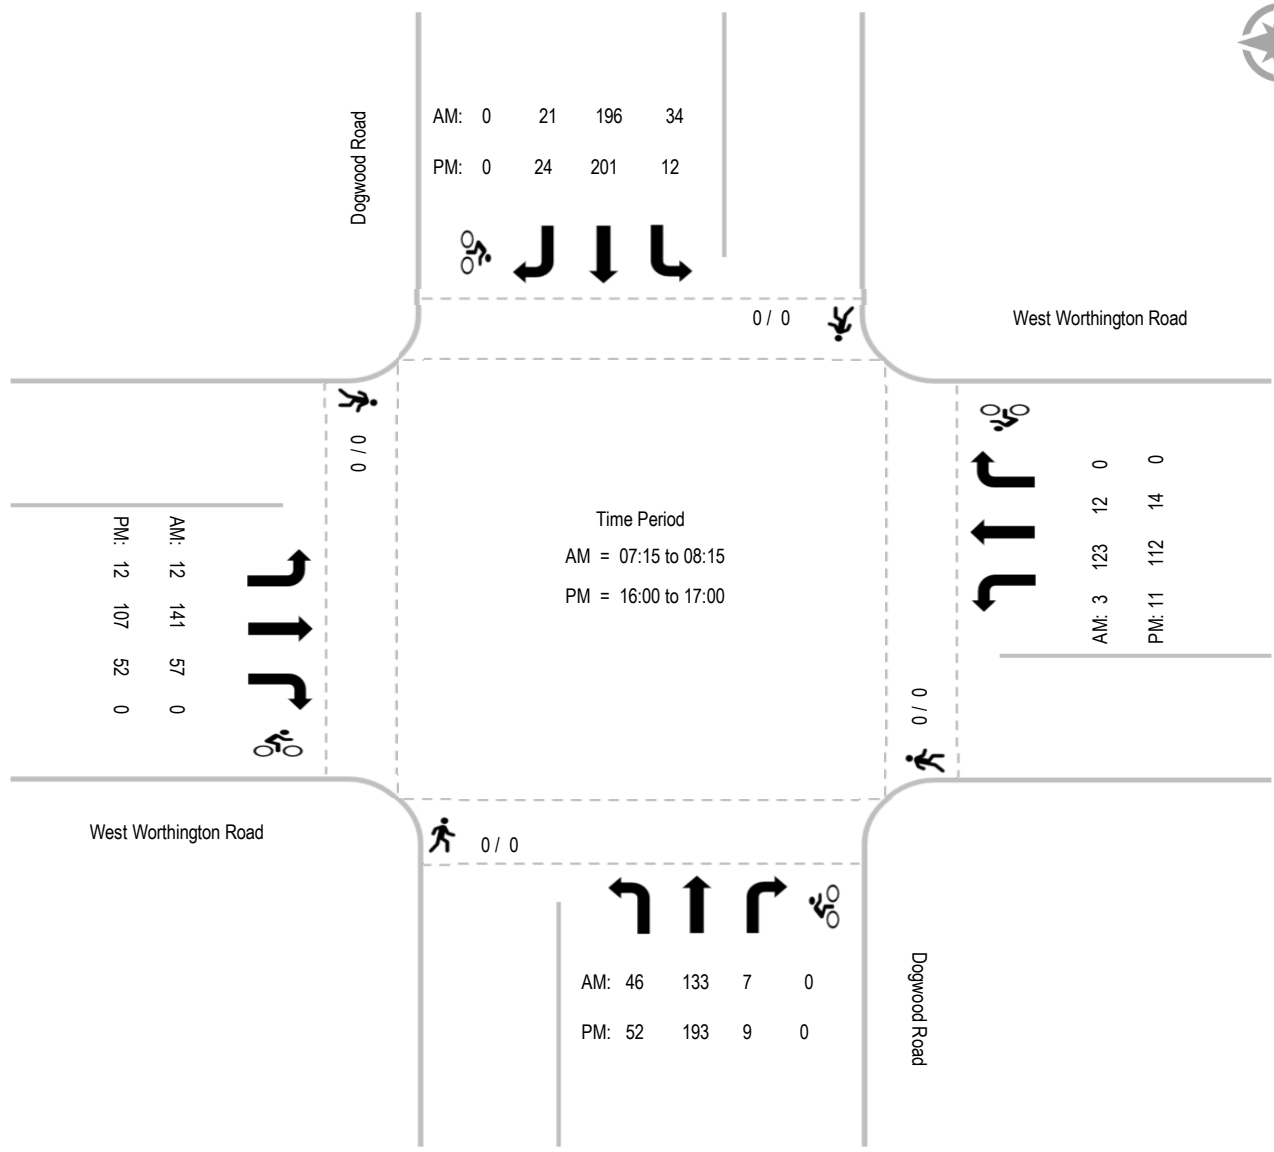 Dogwood Road
AM: 0 21 196 34
PM: 0 24 201 12
0 / 0
West Worthington Road
0 / 0
AM: 3 123 12 0
PM: 11 112 14 0
Time Period
AM = 07:15 to 08:15
PM = 16:00 to 17:00
AM: 12 141 57 0
PM: 12 107 52 0
0 / 0
West Worthington Road
0 / 0
AM: 46 133 7 0
PM: 52 193 9 0
Dogwood Road